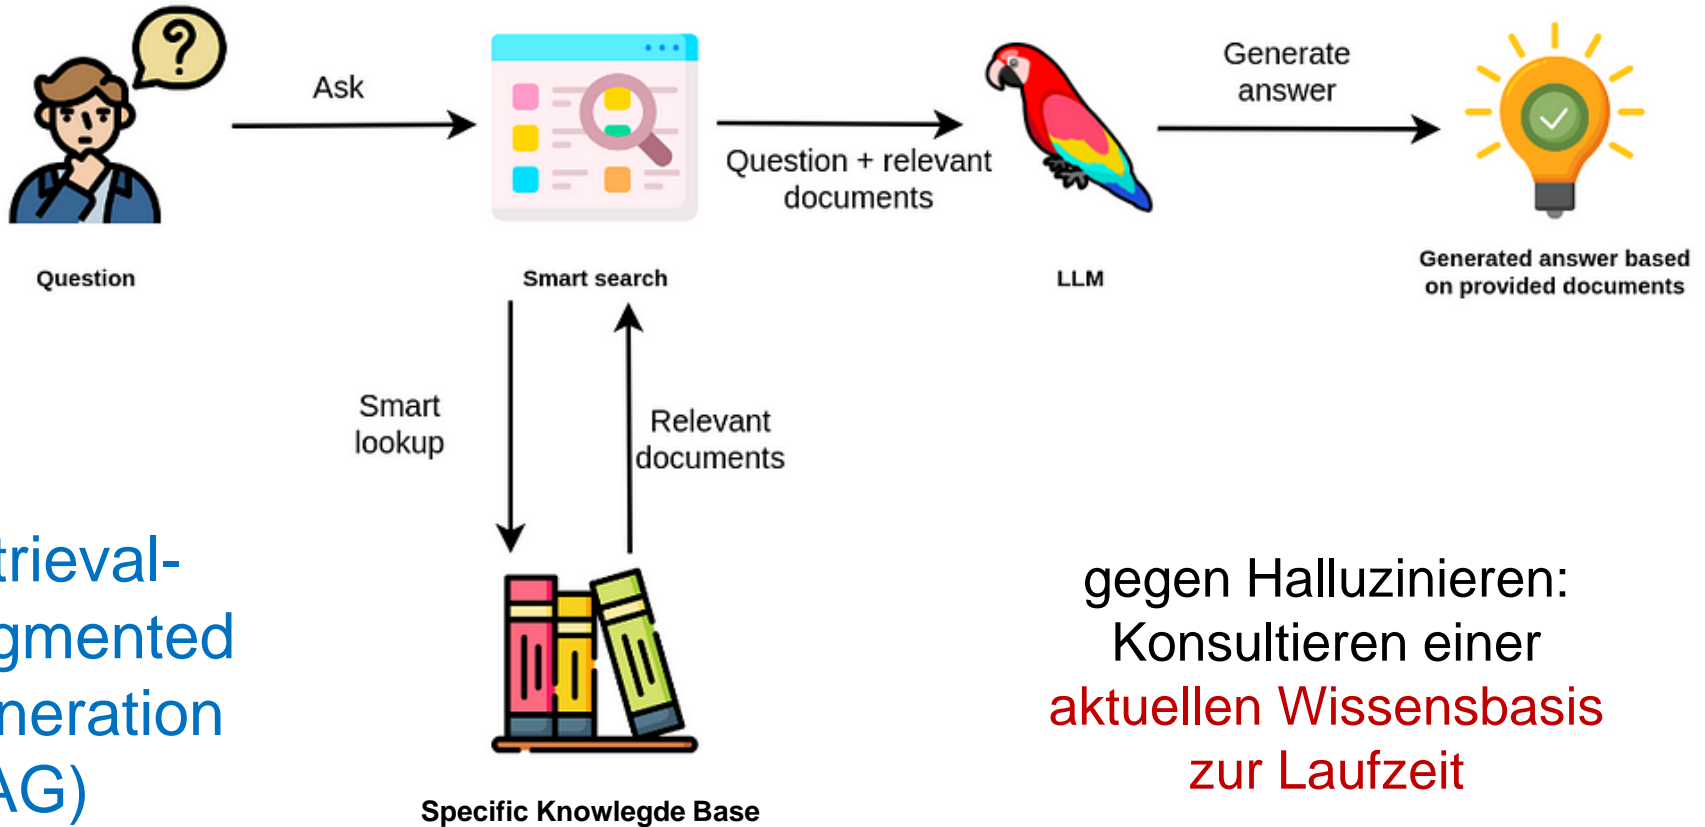 ?
Ask
Generate
answer
Question + relevant
documents
Question
Smart search
LLM
Generated answer based
on provided documents
Smart
lookup
Relevant
documents
trieval-
gmented
neration
AG)
gegen Halluzinieren:
Konsultieren einer
aktuellen Wissensbasis
zur Laufzeit
Specific Knowlegde Base